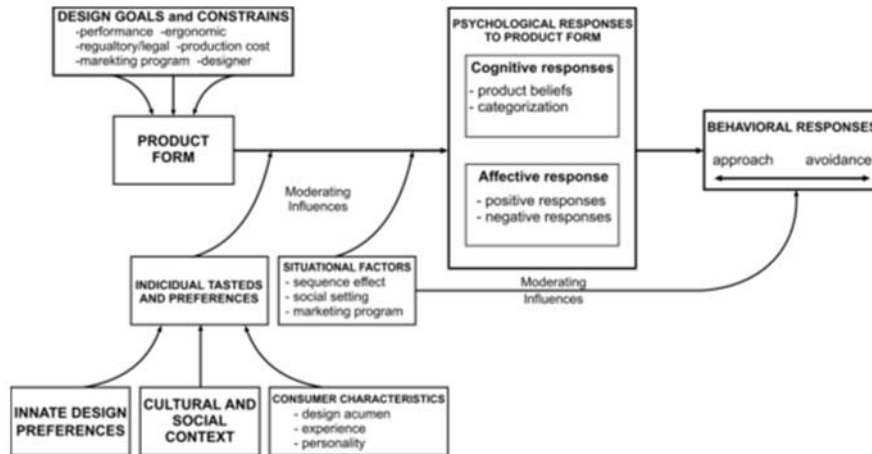 DESIGN GOALS and CONSTRAINS
-performance -ergonomic
-regualtory/legal -production cost
-marekting program -designer
PRODUCT
FORM
Moderating
Influences
PSYCHOLOGICAL RESPONSES
TO PRODUCT FORM
Cognitive responses
- product beliefs
- categorization
Affective response
- positive responses
- negative responses
BEHAVIORAL RESPONSES
approach avoidance
INDICIDUAL TASTEDS
AND PREFERENCES
SITUATIONAL FACTORS
- sequence effect
- social setting
- marketing program
Moderating
Influences
INNATE DESIGN
PREFERENCES
CULTURAL AND
SOCIAL
CONTEXT
CONSUMER CHARACTERISTICS
- design acumen
- experience
- personality